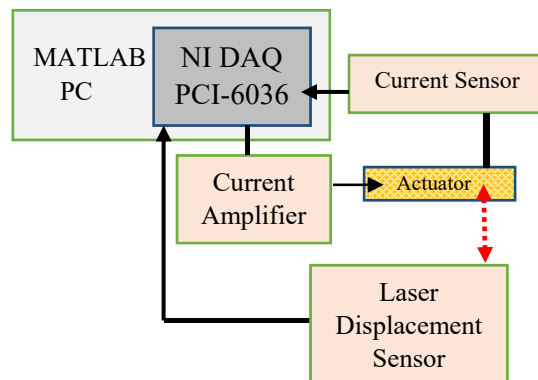 MATLAB
PC
NI DAQ
PCI-6036
Current Sensor
Current
Amplifier
Actuator
Laser
Displacement
Sensor